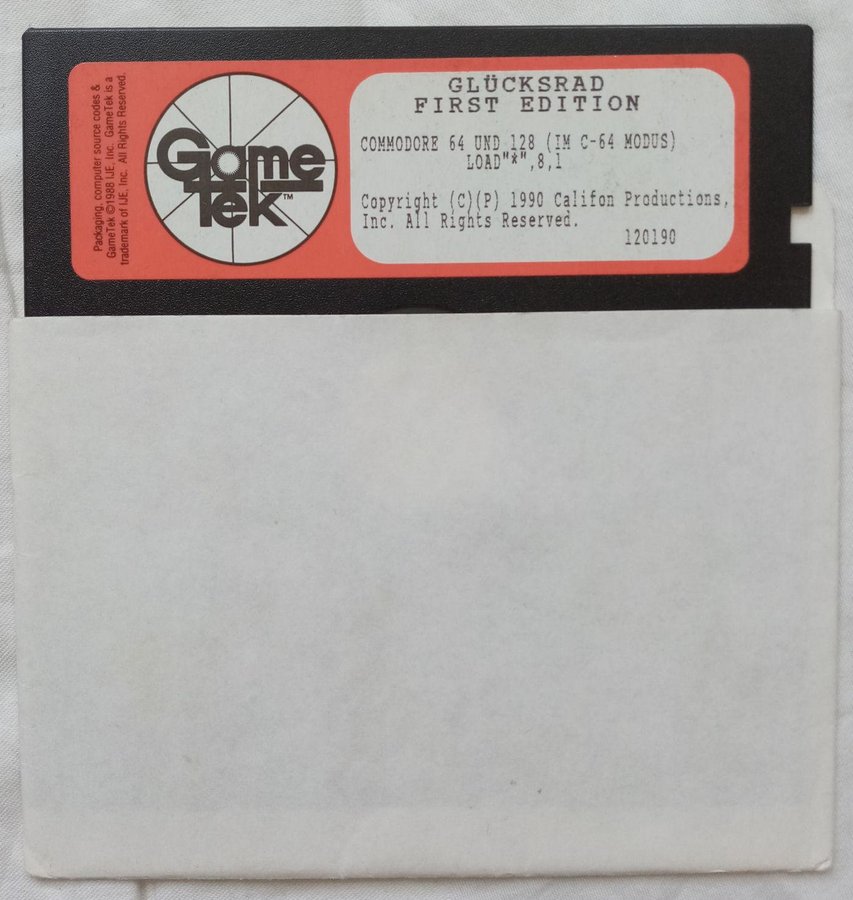 Packaging, computer source codes &
GameTek ©1988 IJE, Inc. GameTek is a
trademark of IJE, Inc. All Rights Reserved.
Game
Tek™
GLÜCKSRAD
FIRST EDITION
COMMODORE 64 UND 128 (IM C-64 MODUS)
LOAD"*",8,1
Copyright (C)(P) 1990 Califon Productions,
Inc. All Rights Reserved.
120190